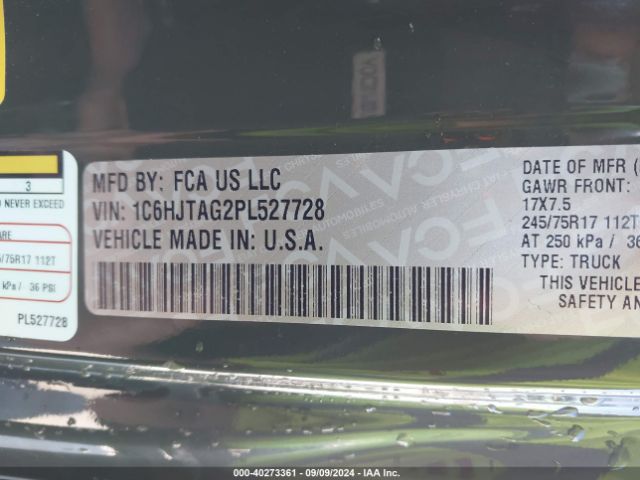 3
D NEVER EXCEED
ARE
/75R17 112T
kPa / 36 PSI
PL527728
MFD BY: FCA US LLC
VIN: 1C6HJTAG2PL527728
VEHICLE MADE IN: U.S.A.
DATE OF MFR (
GAWR FRONT:
17X7.5
245/75R17 112T
AT 250 kPa / 36
TYPE: TRUCK
THIS VEHICLE
SAFETY AN
000-40273361 - 09/09/2024 - IAA Inc.